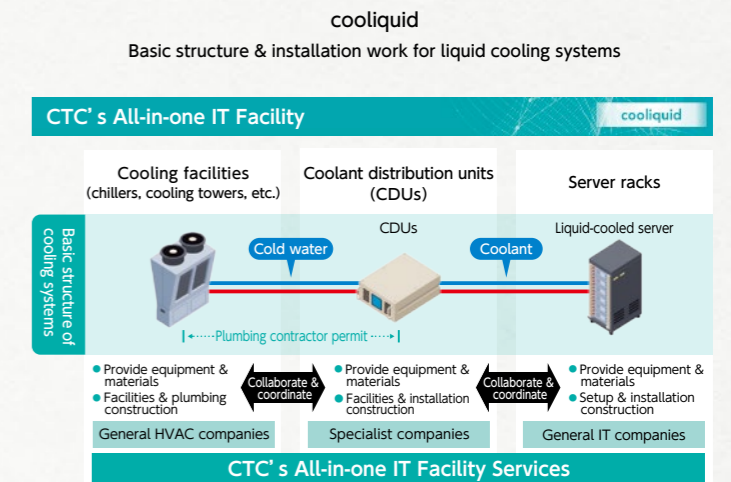 cooliquid
Basic structure & installation work for liquid cooling systems
CTC's All-in-one IT Facility
cooliquid
Cooling facilities
(chillers, cooling towers, etc.)
Coolant distribution units
(CDUs)
Server racks
Basic structure of
cooling systems
CDUs
Liquid-cooled server
Cold water
Coolant
Plumbing contractor permit
● Provide equipment &
materials
● Facilities & plumbing
construction
Collaborate &
coordinate
● Provide equipment &
materials
● Facilities & installation
construction
Collaborate &
coordinate
● Provide equipment &
materials
● Setup & installation
construction
General HVAC companies
Specialist companies
General IT companies
CTC's All-in-one IT Facility Services